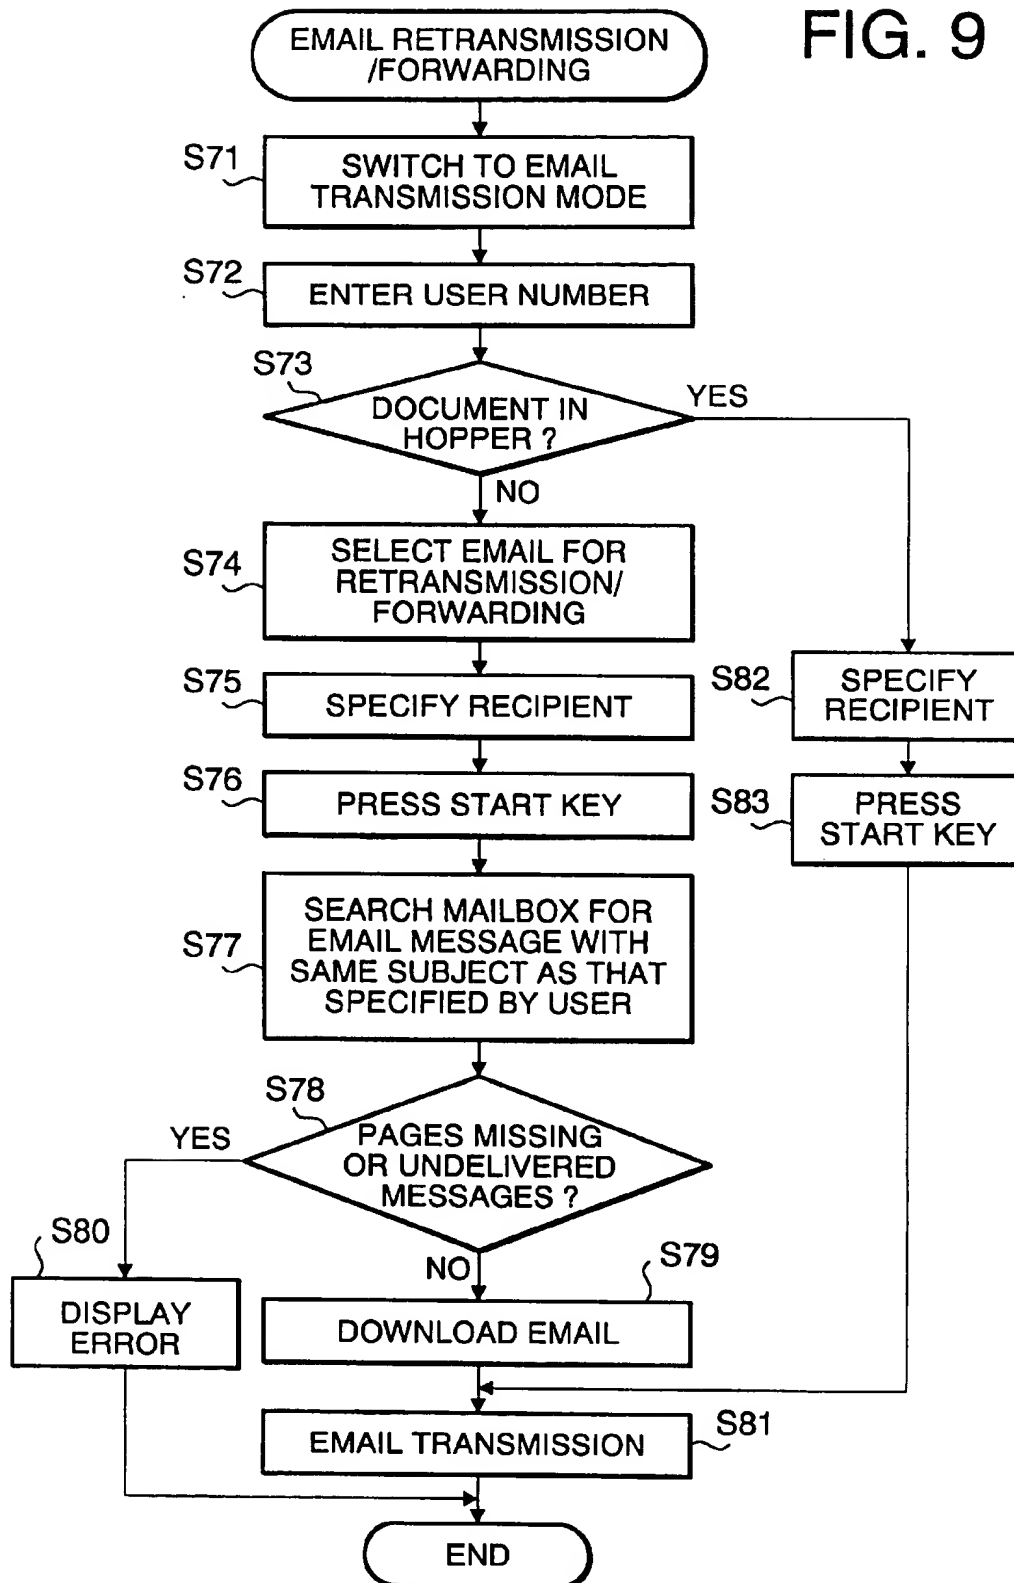 FIG. 9
EMAIL RETRANSMISSION
/FORWARDING
S71
SWITCH TO EMAIL
TRANSMISSION MODE
S72
ENTER USER NUMBER
S73
DOCUMENT IN
HOPPER ?
YES
NO
S74
SELECT EMAIL FOR
RETRANSMISSION/
FORWARDING
S75
SPECIFY RECIPIENT
S82
SPECIFY
RECIPIENT
S76
PRESS START KEY
S83
PRESS
START KEY
S77
SEARCH MAILBOX FOR
EMAIL MESSAGE WITH
SAME SUBJECT AS THAT
SPECIFIED BY USER
S78
PAGES MISSING
OR UNDELIVERED
MESSAGES ?
YES
NO
S80
DISPLAY
ERROR
S79
DOWNLOAD EMAIL
S81
EMAIL TRANSMISSION
END